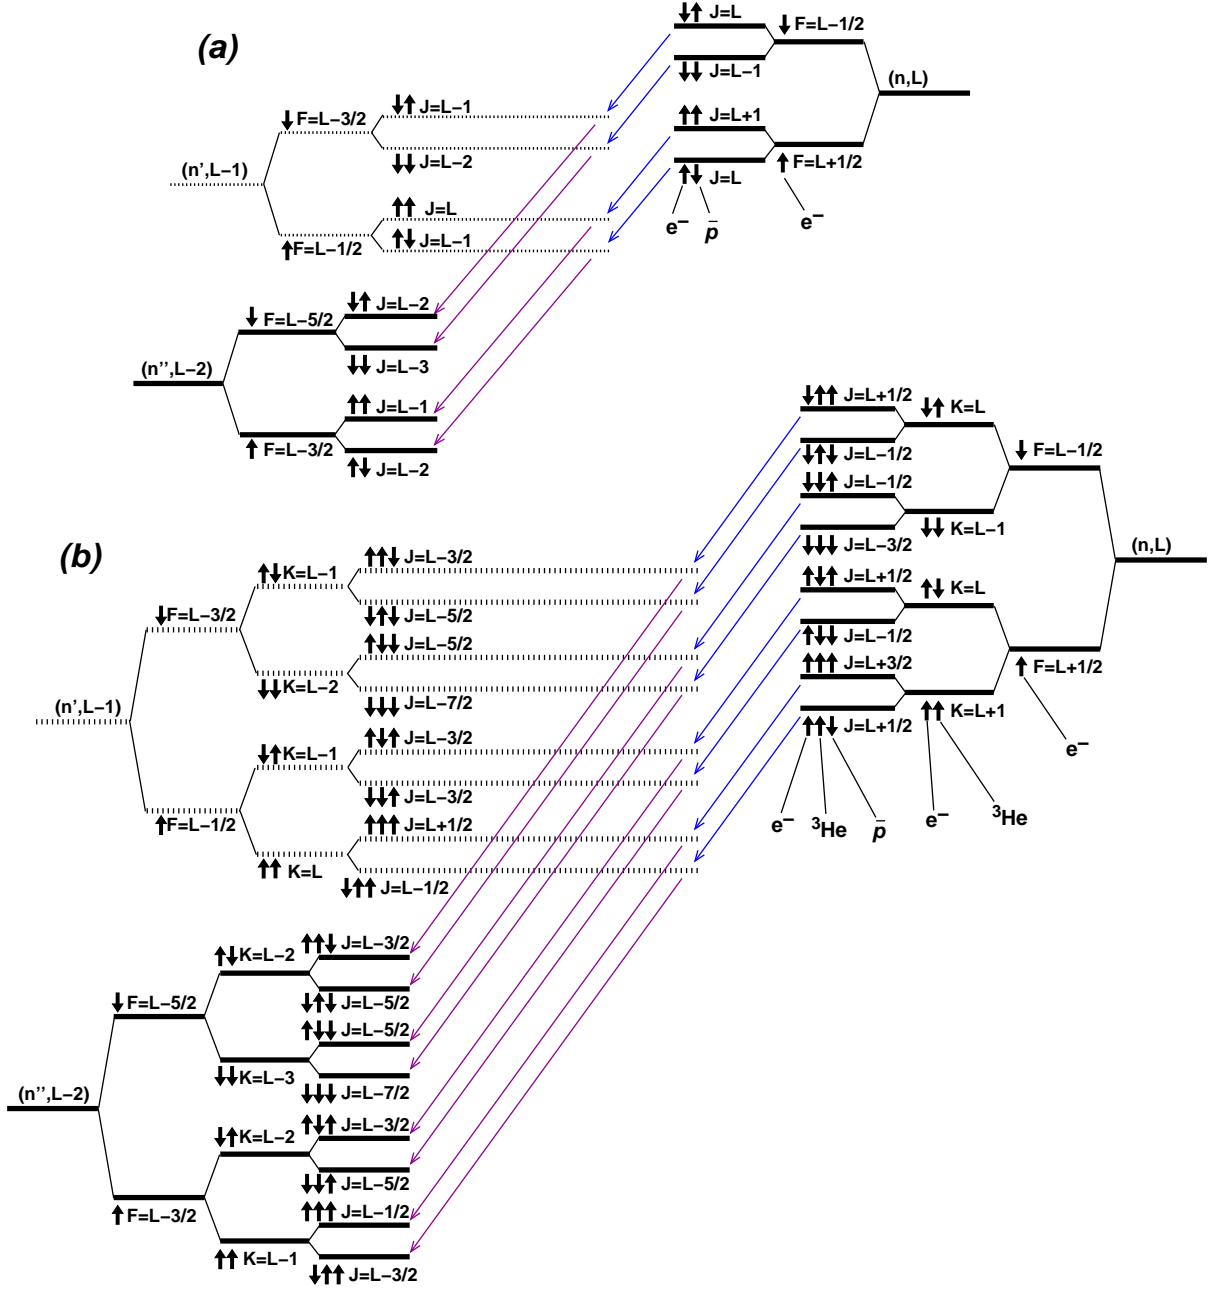 (a)
↓↑ J=L
↓ F=L−1/2
↓↓ J=L−1
(n,L)
↑↑ J=L+1
↑ F=L+1/2
↑↓ J=L
e−
p̄
e−
↓ F=L−3/2
↓↑ J=L−1
↓↓ J=L−2
(n',L−1)
↑↑ J=L
↑↓ J=L−1
↑ F=L−1/2
↓↑ J=L−2
↓ F=L−5/2
↓↓ J=L−3
(n'',L−2)
↑↑ J=L−1
↑ F=L−3/2
↑↓ J=L−2
(b)
↓↑↑ J=L+1/2
↓↑ K=L
↓↑↓ J=L−1/2
↓ F=L−1/2
↓↓↑ J=L−1/2
↓↓ K=L−1
↓↓↓ J=L−3/2
(n,L)
↑↓↑ J=L+1/2
↑↓ K=L
↑↓↓ J=L−1/2
↑ F=L+1/2
↑↑↑ J=L+3/2
↑↑ K=L+1
↑↑↓ J=L+1/2
e−
3He
p̄
e−
3He
e−
↑↑↓ J=L−3/2
↑↓ K=L−1
↓ F=L−3/2
↓↑↓ J=L−5/2
↑↓↓ J=L−5/2
↓↓ K=L−2
↓↓↓ J=L−7/2
(n',L−1)
↑↓↑ J=L−3/2
↓↑ K=L−1
↓↓↑ J=L−3/2
↑ F=L−1/2
↑↑↑ J=L+1/2
↑↑ K=L
↓↑↑ J=L−1/2
↑↑↓ J=L−3/2
↑↓ K=L−2
↓ F=L−5/2
↓↑↓ J=L−5/2
↑↓↓ J=L−5/2
↓↓ K=L−3
↓↓↓ J=L−7/2
(n'',L−2)
↑↓↑ J=L−3/2
↓↑ K=L−2
↓↓↑ J=L−5/2
↑ F=L−3/2
↑↑↑ J=L−1/2
↑↑ K=L−1
↓↑↑ J=L−3/2